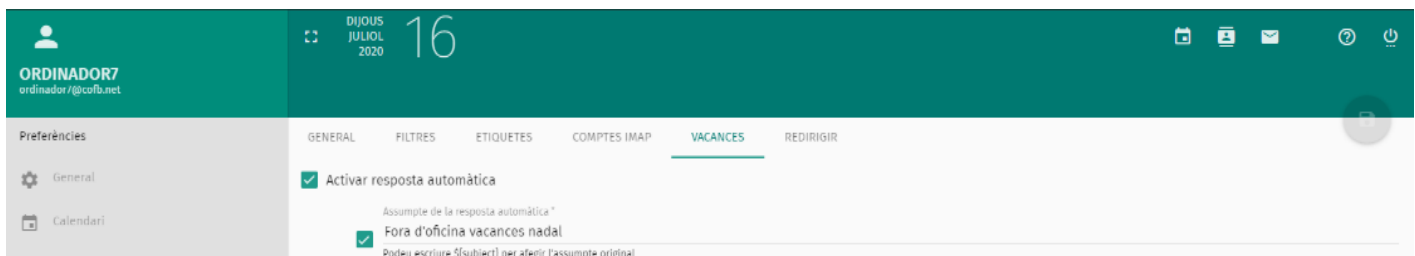 DIJOUS
JULIOL
2020
16
ORDINADOR7
ordinador7@cofb.net
Preferències
GENERAL FILTRES ETIQUETES COMPTES IMAP VACANCES REDIRIGIR
General
Activar resposta automàtica
Calendari
Assumpte de la resposta automàtica *
Fora d'oficina vacances nadal
Podeu escriure ${subject} per afegir l'assumpte original